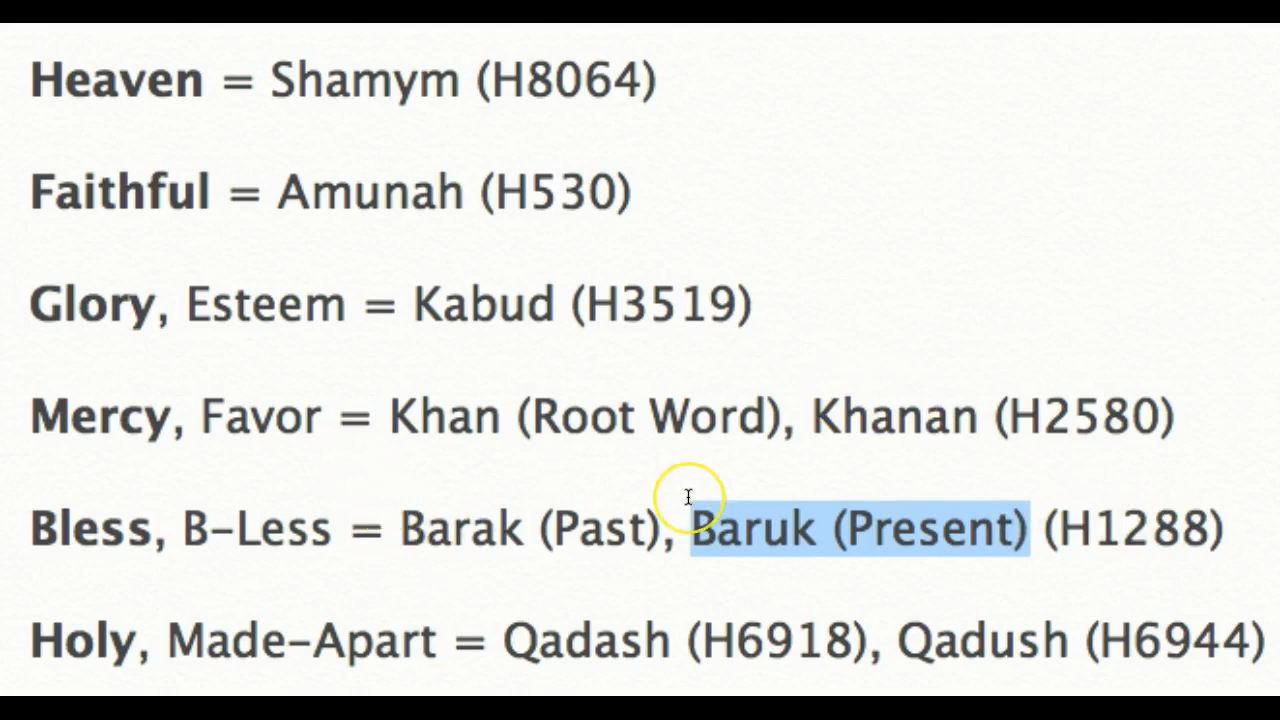 Heaven = Shamym (H8064)
Faithful = Amunah (H530)
Glory, Esteem = Kabud (H3519)
Mercy, Favor = Khan (Root Word), Khanan (H2580)
Bless, B-Less = Barak (Past), Baruk (Present) (H1288)
Holy, Made-Apart = Qadash (H6918), Qadush (H6944)